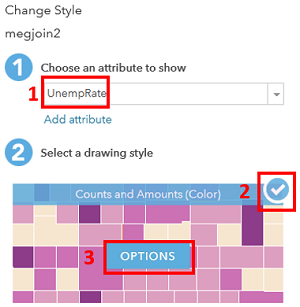 Change Style
megjoin2
1 Choose an attribute to show
1 UnempRate
Add attribute
2 Select a drawing style
Counts and Amounts (Color) 2
3 OPTIONS